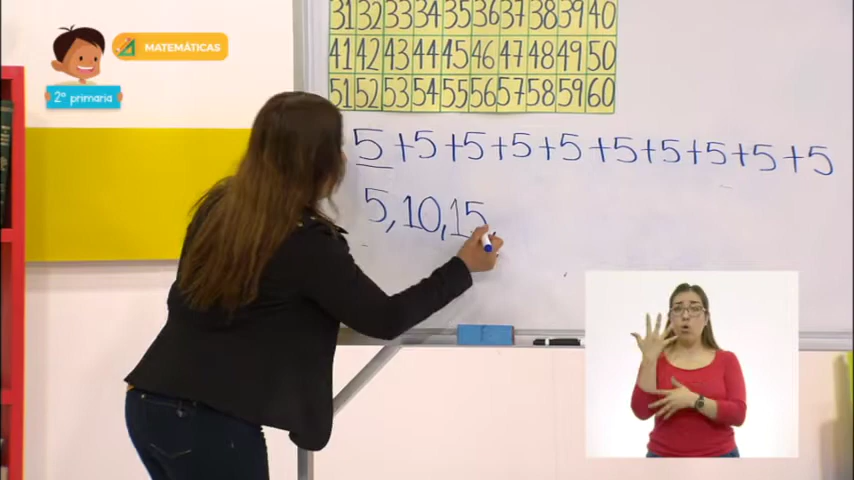 MATEMÁTICAS
2º primaria
31 32 33 34 35 36 37 38 39 40
41 42 43 44 45 46 47 48 49 50
51 52 53 54 55 56 57 58 59 60
5+5+5+5+5+5+5+5+5+5
5, 10, 15,